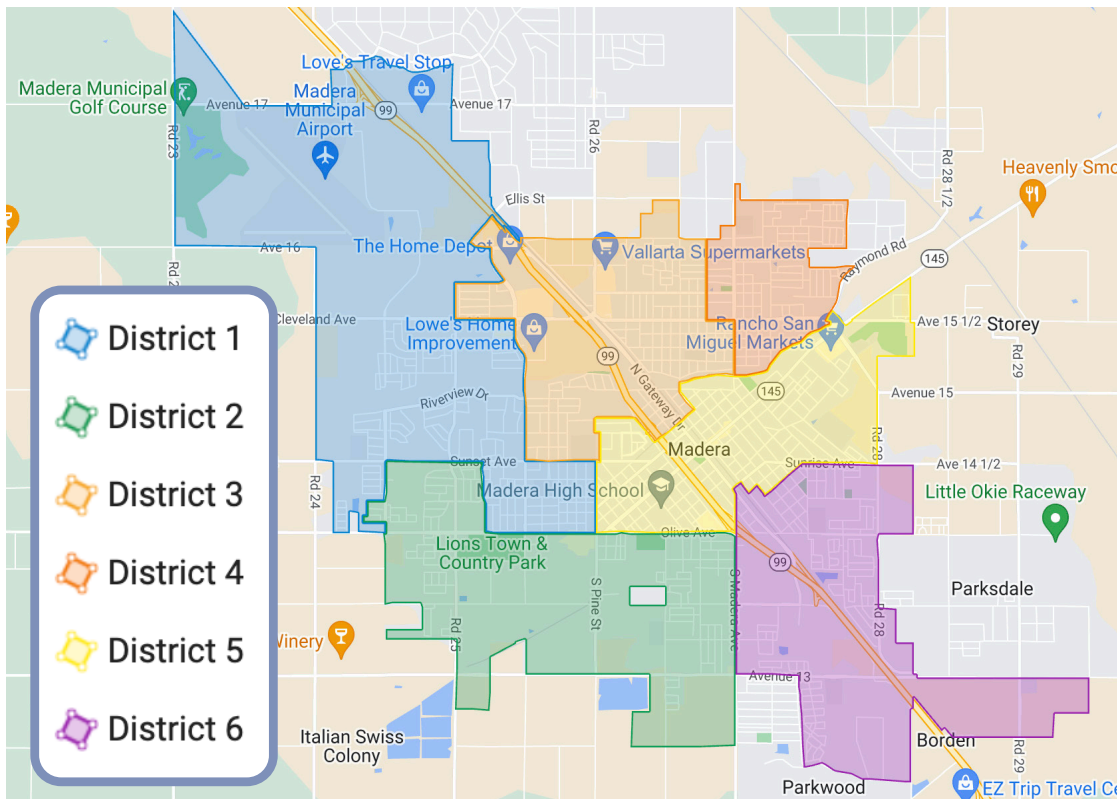 Love's Travel Stop
Madera Municipal
Golf Course
Avenue 17
Madera
Municipal
Airport
99
Avenue 17
Rd 23
Rd 26
Rd 28 1/2
Heavenly Smo
Ellis St
The Home Depot
Vallarta Supermarkets
Ave 16
Raymond Rd
145
Rd 2
Cleveland Ave
Lowe's Home
Improvement
Rancho San
Miguel Markets
Ave 15 1/2
Storey
99
N Gateway Dr
Rd 29
145
Avenue 15
Riverview Dr
Madera
Rd 28
Sunset Ave
Sunrise Ave
Ave 14 1/2
Rd 24
Madera High School
Little Okie Raceway
Olive Ave
Lions Town &
Country Park
99
S Pine St
S Madera Ave
Parksdale
Winery
Rd 25
Rd 28
Avenue 13
Italian Swiss
Colony
Borden
Rd 29
Parkwood
EZ Trip Travel Ce
District 1
District 2
District 3
District 4
District 5
District 6